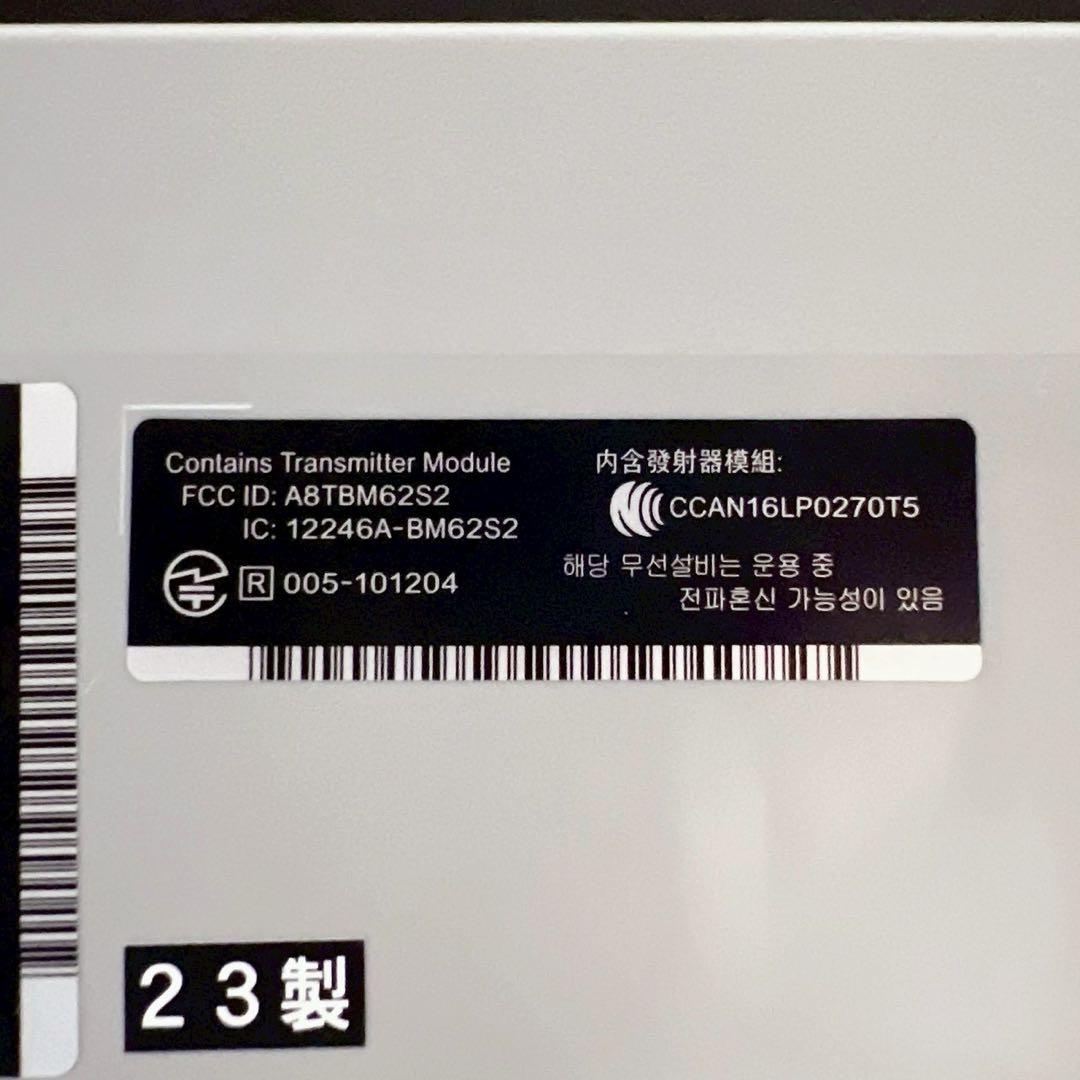 Contains Transmitter Module
FCC ID: A8TBM62S2
IC: 12246A-BM62S2
R 005-101204
内含發射器模組:
CCAN16LP0270T5
해당 무선설비는 운용 중
전파혼신 가능성이 있음
23製